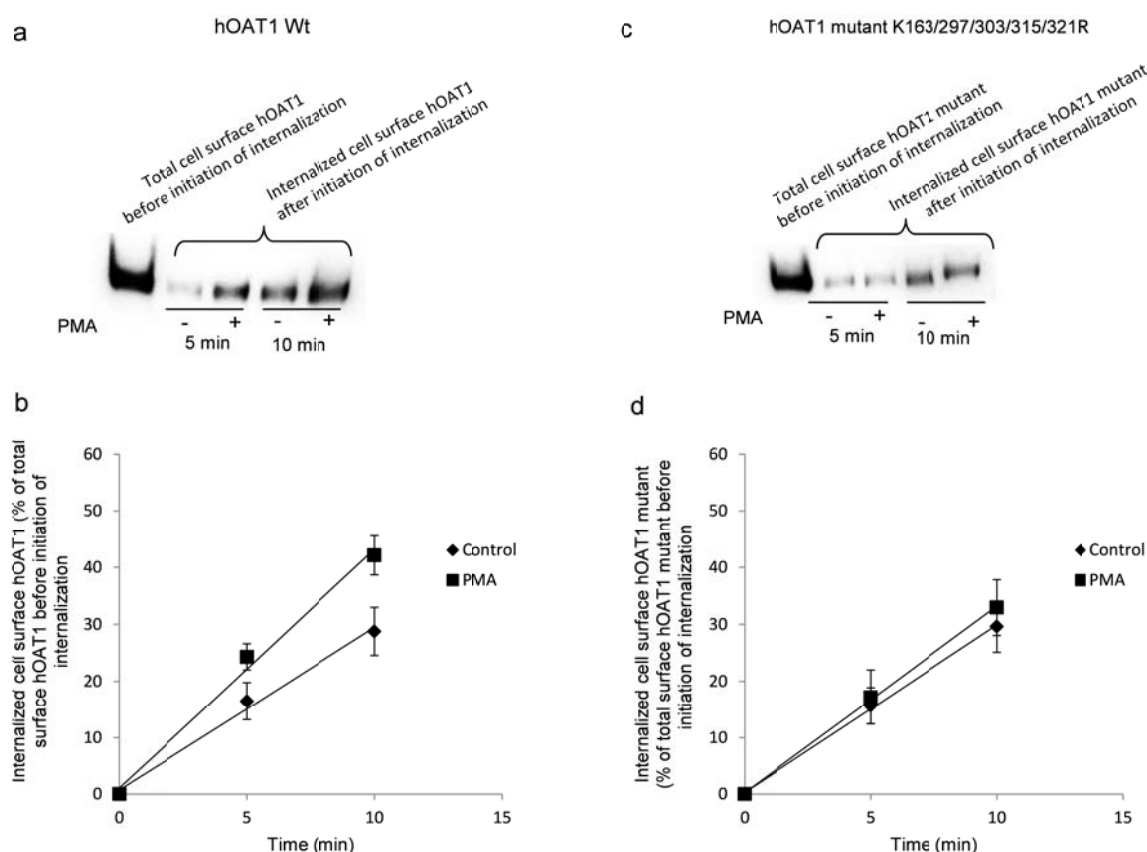 a
hOAT1 Wt
Total cell surface hOAT1
before initiation of internalization
Internalized cell surface hOAT1
after initiation of internalization
PMA
- + - +
5 min 10 min
c
hOAT1 mutant K163/297/303/315/321R
Total cell surface hOAT1 mutant
before initiation of internalization
Internalized cell surface hOAT1 mutant
after initiation of internalization
PMA
- + - +
5 min 10 min
b
Internalized cell surface hOAT1 (% of total
surface hOAT1 before initiation of
internalization
60
50
40
30
20
10
0
0 5 10 15
Time (min)
Control
PMA
d
Internalized cell surface hOAT1 mutant
(% of total surface hOAT1 mutant before
initiation of internalization
60
50
40
30
20
10
0
0 5 10 15
Time (min)
Control
PMA